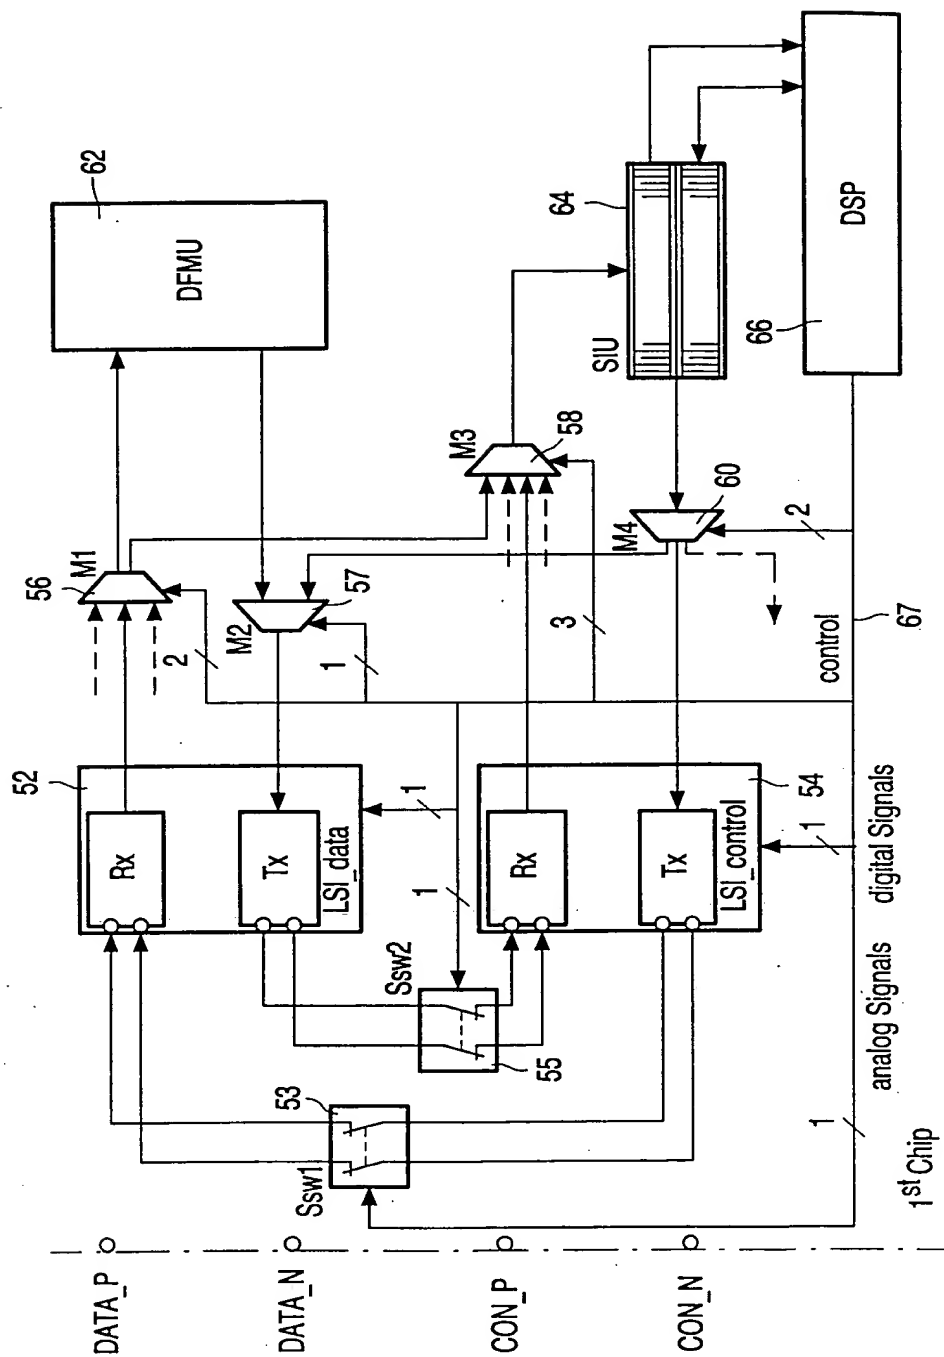 DATA_P
DATA_N
CON_P
CON_N
1st Chip
analog Signals
digital Signals
control
67
1
Ssw1
53
Ssw2
55
52
Rx
Tx
LSI_data
1
1
Rx
Tx
LSI_control
54
1
56
M1
2
M2
57
1
M3
58
3
M4
60
2
62
DFMU
SIU
64
66
DSP